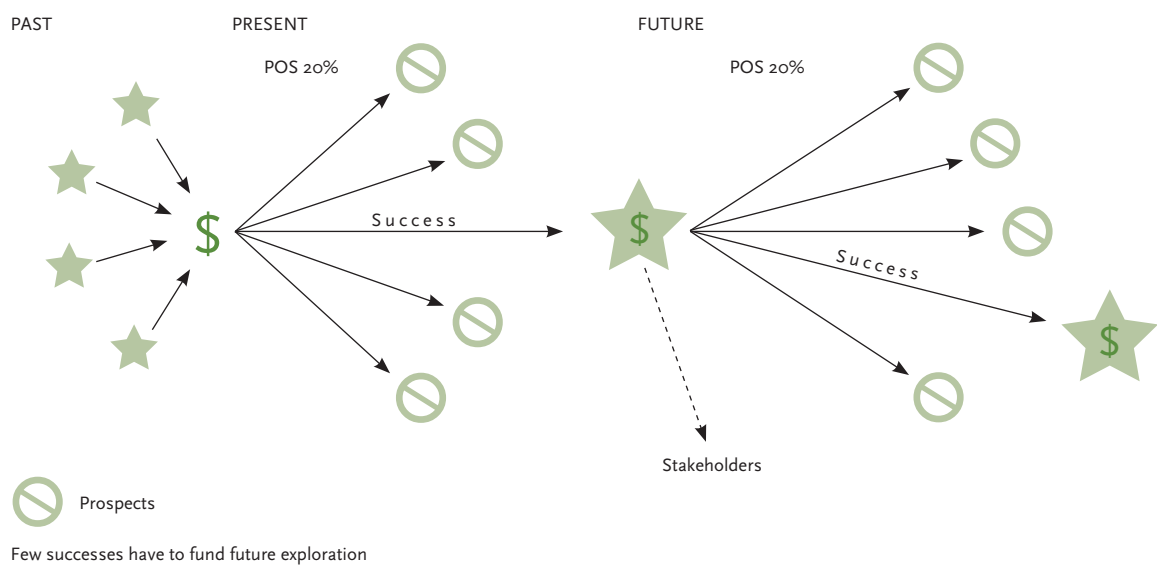 PAST
PRESENT
FUTURE
POS 20%
POS 20%
$
Success
$
Success
$
Stakeholders
Prospects
Few successes have to fund future exploration